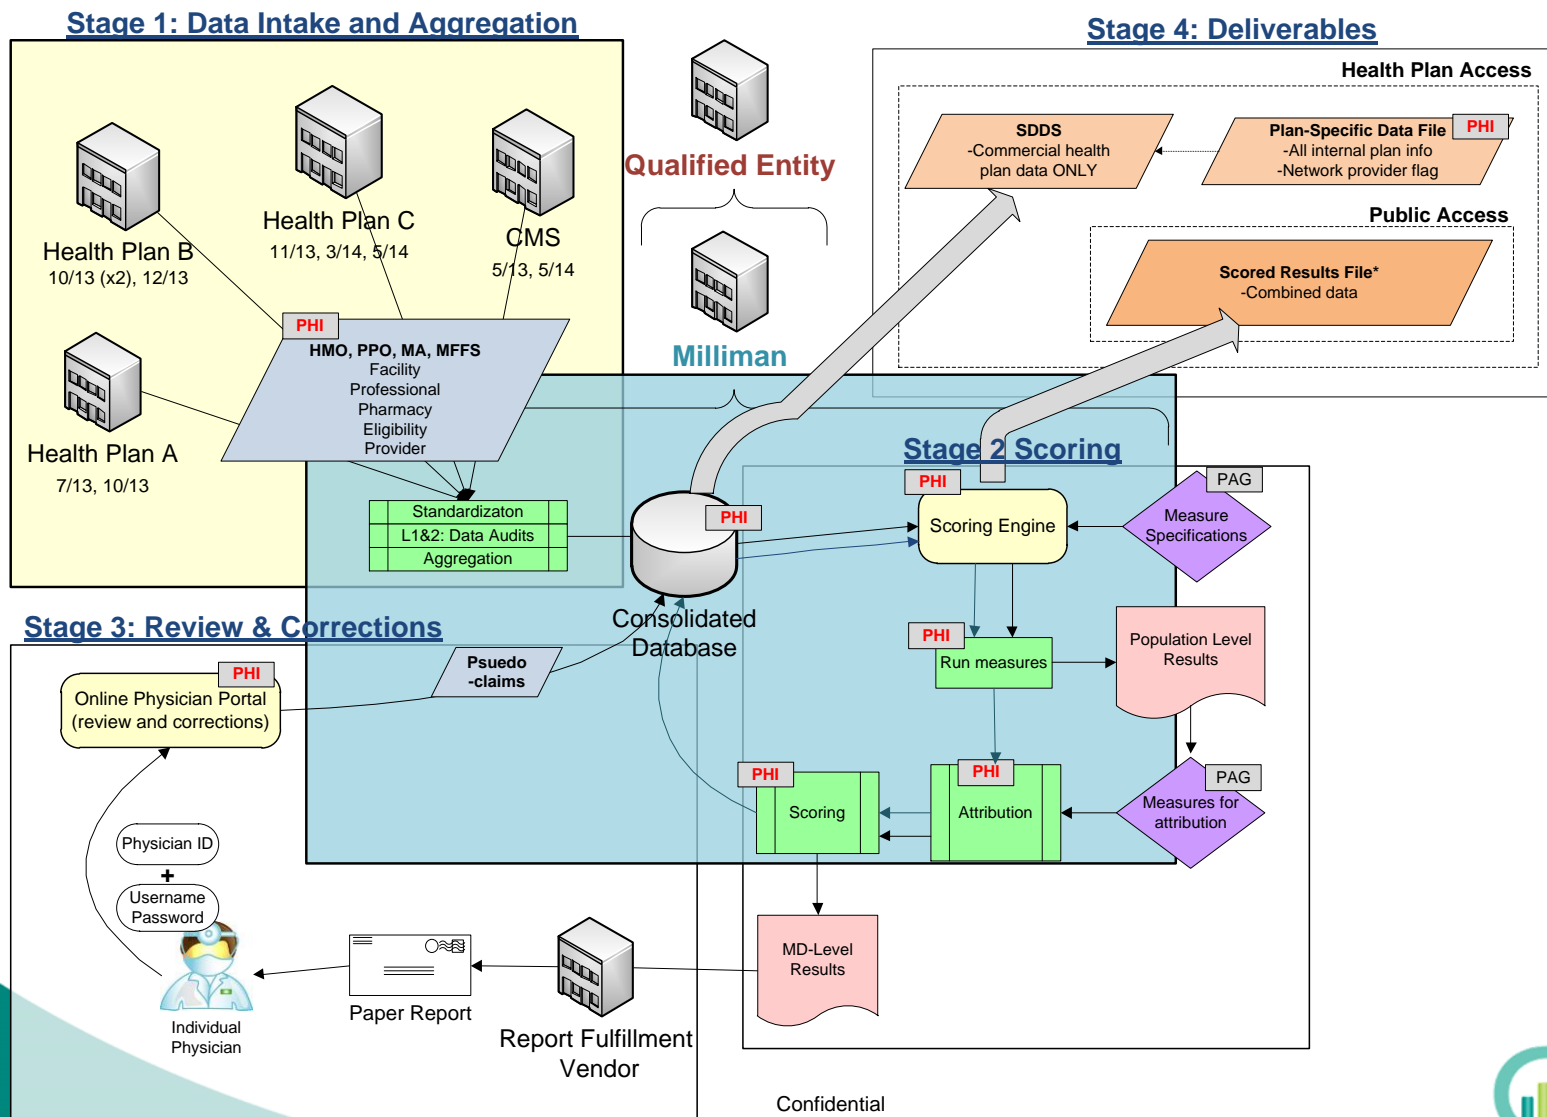 Stage 1: Data Intake and Aggregation
Health Plan B
10/13 (x2), 12/13
Health Plan C
11/13, 3/14, 5/14
CMS
5/13, 5/14
Health Plan A
7/13, 10/13
PHI
HMO, PPO, MA, MFFS
Facility
Professional
Pharmacy
Eligibility
Provider
Standardizaton
L1&2: Data Audits
Aggregation
Qualified Entity
Milliman
Stage 4: Deliverables
Health Plan Access
SDDS
-Commercial health
plan data ONLY
Plan-Specific Data File
PHI
-All internal plan info
-Network provider flag
Public Access
Scored Results File*
-Combined data
PHI
Consolidated
Database
Stage 2 Scoring
PHI
Scoring Engine
PAG
Measure
Specifications
PHI
Run measures
Population Level
Results
PAG
Measures for
attribution
PHI
Attribution
PHI
Scoring
MD-Level
Results
Stage 3: Review & Corrections
PHI
Online Physician Portal
(review and corrections)
Psuedo
-claims
Physician ID
+
Username
Password
Individual
Physician
Paper Report
Report Fulfillment
Vendor
Confidential